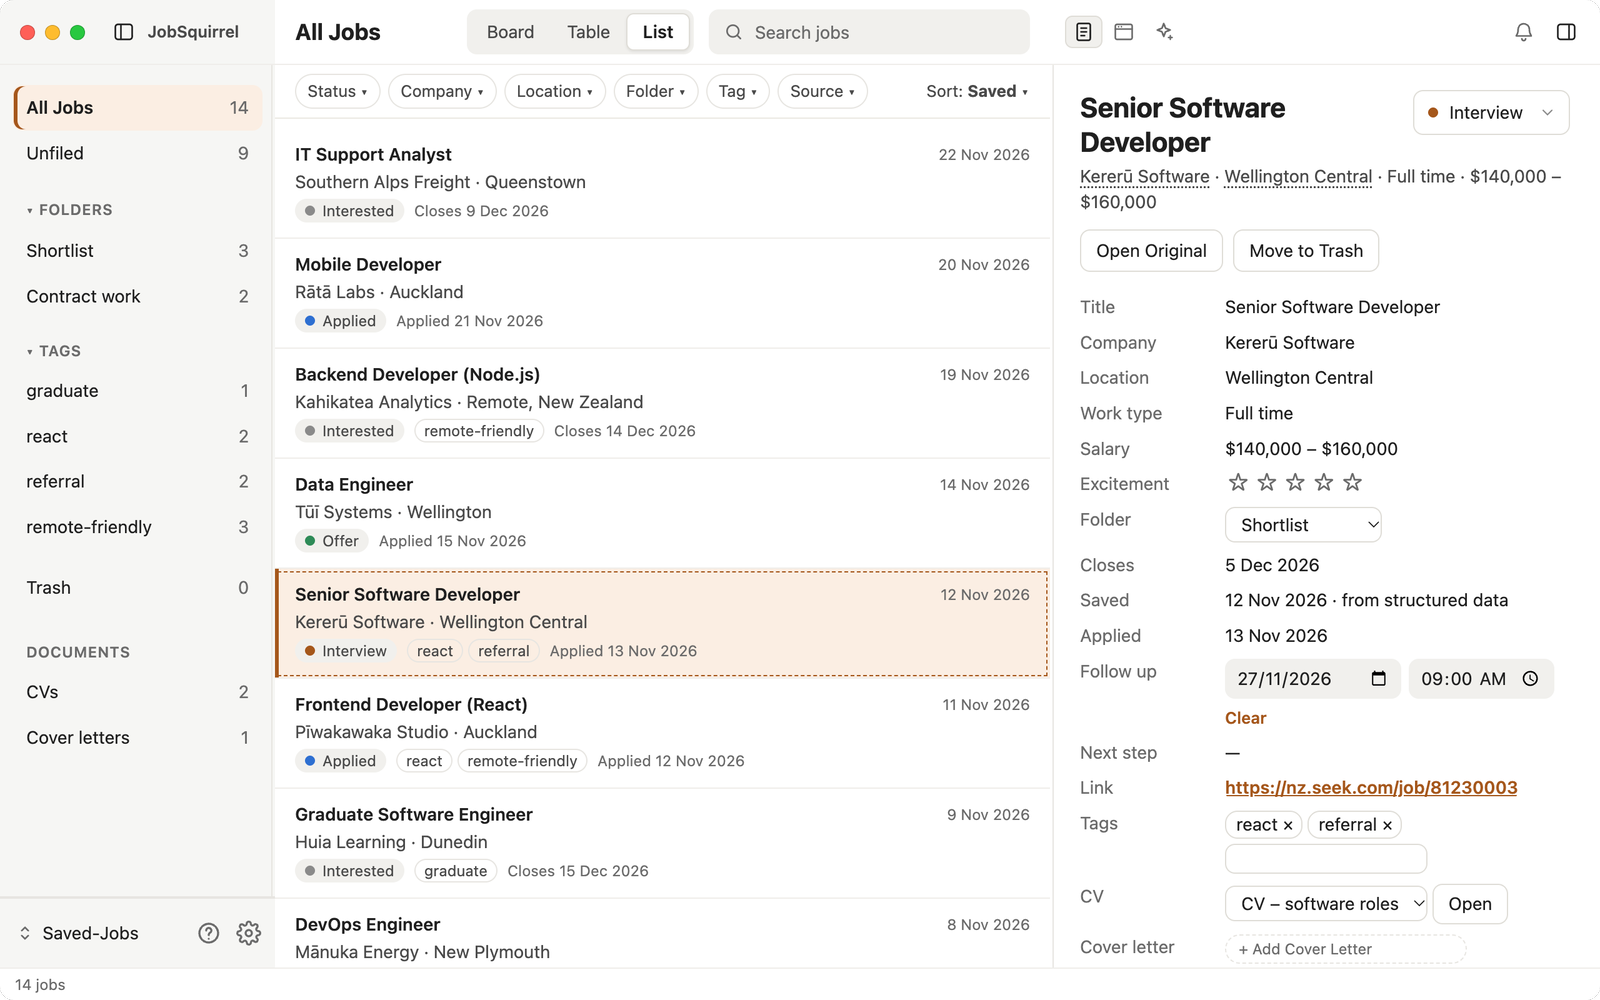 JobSquirrel
All Jobs
Board
Table
List
Search jobs
All Jobs 14
Unfiled 9
FOLDERS
Shortlist 3
Contract work 2
TAGS
graduate 1
react 2
referral 2
remote-friendly 3
Trash 0
DOCUMENTS
CVs 2
Cover letters 1
Saved-Jobs
14 jobs
Status
Company
Location
Folder
Tag
Source
Sort: Saved
IT Support Analyst 22 Nov 2026
Southern Alps Freight · Queenstown
Interested Closes 9 Dec 2026
Mobile Developer 20 Nov 2026
Rātā Labs · Auckland
Applied Applied 21 Nov 2026
Backend Developer (Node.js) 19 Nov 2026
Kahikatea Analytics · Remote, New Zealand
Interested remote-friendly Closes 14 Dec 2026
Data Engineer 14 Nov 2026
Tūī Systems · Wellington
Offer Applied 15 Nov 2026
Senior Software Developer 12 Nov 2026
Kererū Software · Wellington Central
Interview react referral Applied 13 Nov 2026
Frontend Developer (React) 11 Nov 2026
Pīwakawaka Studio · Auckland
Applied react remote-friendly Applied 12 Nov 2026
Graduate Software Engineer 9 Nov 2026
Huia Learning · Dunedin
Interested graduate Closes 15 Dec 2026
DevOps Engineer 8 Nov 2026
Mānuka Energy · New Plymouth
Senior Software
Developer
Interview
Kererū Software · Wellington Central · Full time · $140,000 –
$160,000
Open Original
Move to Trash
Title Senior Software Developer
Company Kererū Software
Location Wellington Central
Work type Full time
Salary $140,000 – $160,000
Excitement
Folder Shortlist
Closes 5 Dec 2026
Saved 12 Nov 2026 · from structured data
Applied 13 Nov 2026
Follow up 27/11/2026 09:00 AM
Clear
Next step —
Link https://nz.seek.com/job/81230003
Tags react × referral ×
CV CV – software roles Open
Cover letter + Add Cover Letter